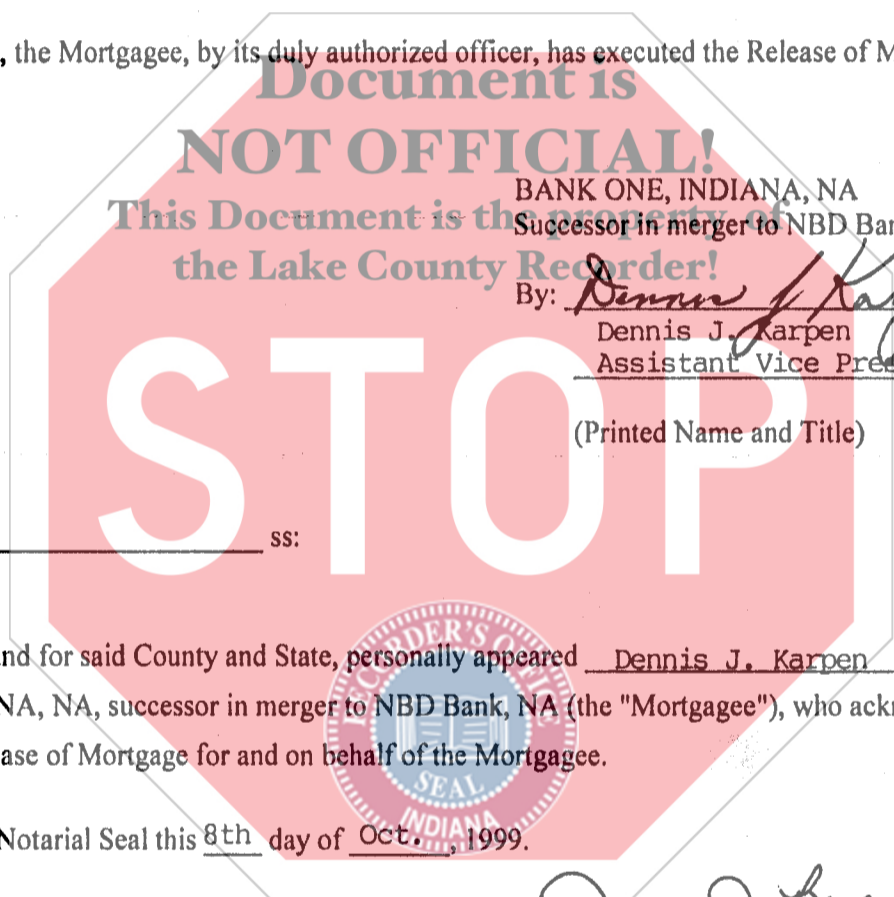 , the Mortgagee, by its duly authorized officer, has executed the Release of M
Document is
NOT OFFICIAL!
BANK ONE, INDIANA, NA
This Document is the property of
Successor in merger to NBD Ban
the Lake County Recorder!
By: Dennis J Ka
Dennis J. Karpen
Assistant Vice Pres
(Printed Name and Title)
STOP
ss:
nd for said County and State, personally appeared Dennis J. Karpen
NA, NA, successor in merger to NBD Bank, NA (the "Mortgagee"), who ack
ase of Mortgage for and on behalf of the Mortgagee.
RECORDER'S OFFICE
SEAL
INDIANA
Notarial Seal this 8th day of Oct., 1999.